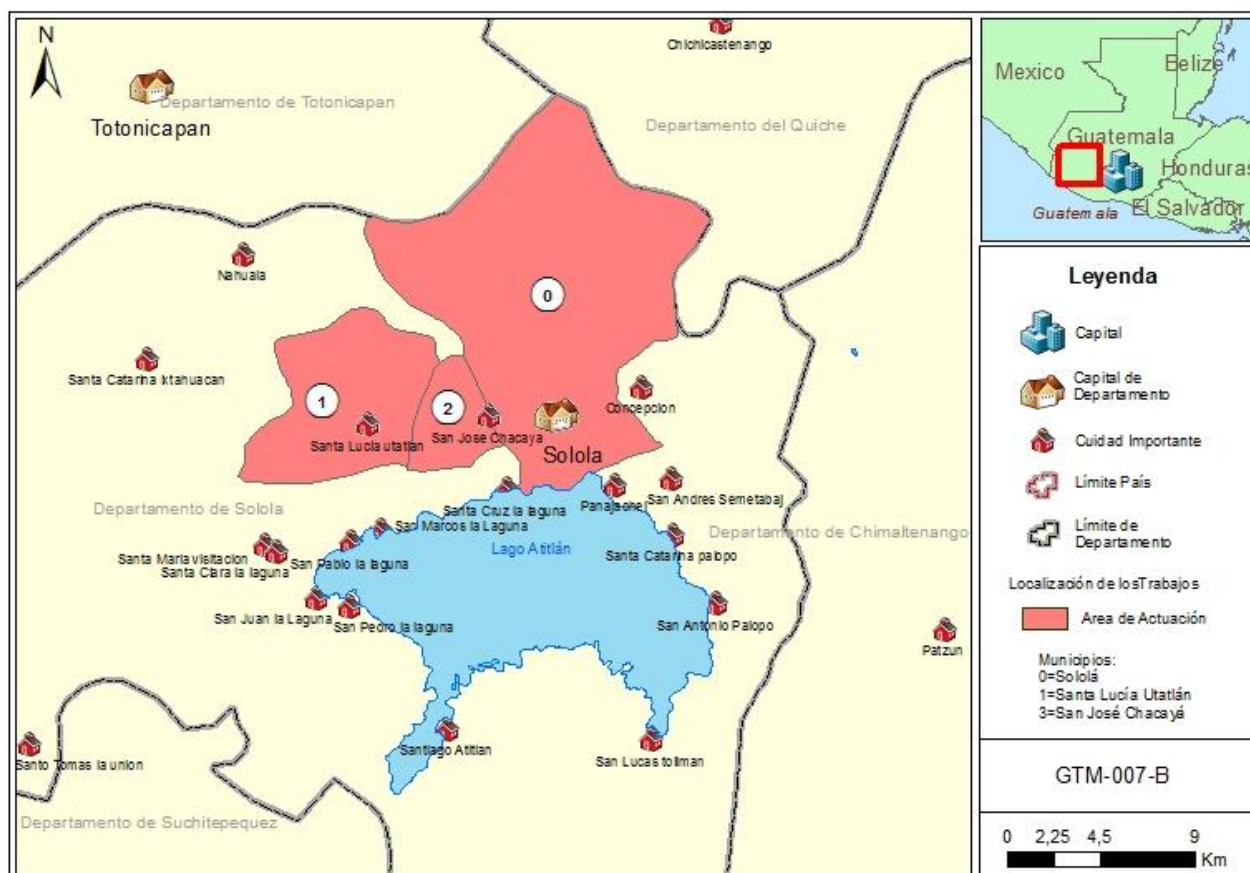 N
Chichicastenango
Departamento de Totonicapan
Totonicapan
Departamento del Quiche
Nahuala
0
Santa Catarina Ixtahuacan
1
2
Concepcion
Santa Lucia utatlan
San Jose Chacaya
Solola
Departamento de Solola
Santa Cruz la laguna
Panajachel
San Andres Semetabaj
San Marcos la Laguna
Departamento de Chimaltenango
Santa Maria visitacion
San Pablo la laguna
Lago Atitlán
Santa Catarina palopo
Santa Clara la laguna
San Juan la Laguna
San Pedro la laguna
San Antonio Palopo
Patzun
Santiago Atitlan
San Lucas toliman
Santo Tomas la union
Departamento de Suchitepequez
Mexico
Belize
Guatemala
Honduras
Guatemala
El Salvador
Leyenda
Capital
Capital de
Departamento
Cuidad Importante
Límite País
Límite de
Departamento
Localización de los Trabajos
Area de Actuación
Municipios:
0=Sololá
1=Santa Lucía Utatlán
3=San José Chacayá
GTM-007-B
0 2,25 4,5 9
Km